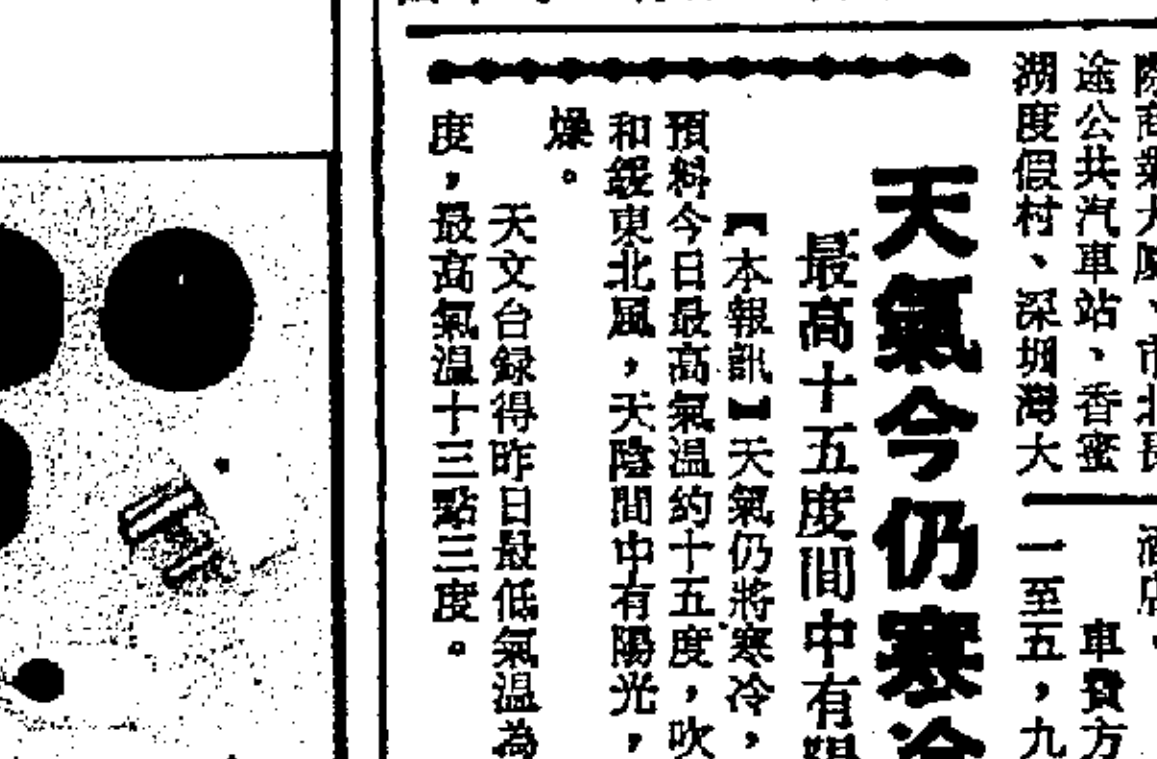 途公共汽車站、香蜜
湖度假村、深圳灣大
車費方
一至五,九
天氣今仍寒冷
最高十五度間中有陽
【本報訊】天氣仍將寒冷,
預料今日最高氣温約十五度,吹
和緩東北風,天陰間中有陽光,
燥。
天文台録得昨日最低氣温為
度,最高氣温十三點三度。